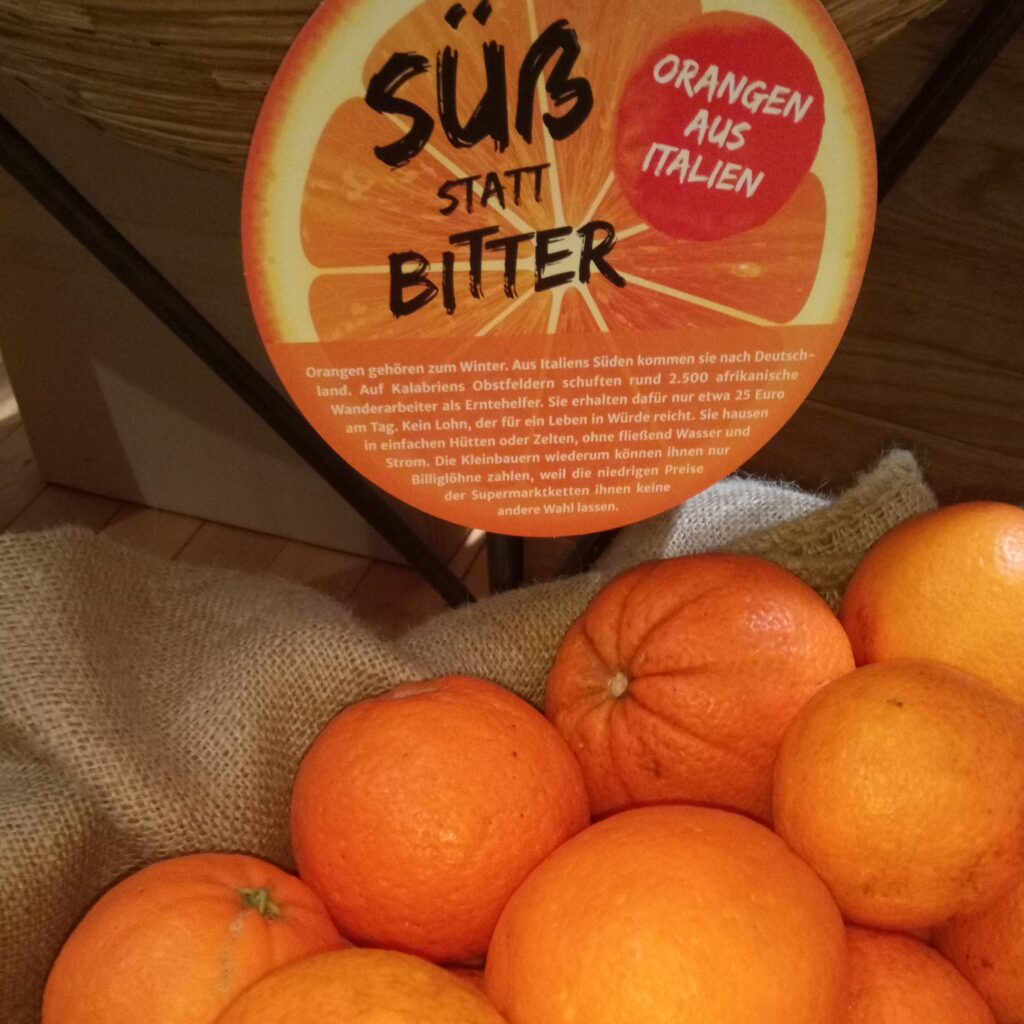 SÜß
STATT
BITTER
ORANGEN
AUS
ITALIEN
Orangen gehören zum Winter. Aus Italiens Süden kommen sie nach Deutsch-
land. Auf Kalabriens Obstfeldern schuften rund 2.500 afrikanische
Wanderarbeiter als Erntehelfer. Sie erhalten dafür nur etwa 25 Euro
am Tag. Kein Lohn, der für ein Leben in Würde reicht. Sie hausen
in einfachen Hütten oder Zelten, ohne fließend Wasser und
Strom. Die Kleinbauern wiederum können ihnen nur
Billiglöhne zahlen, weil die niedrigen Preise
der Supermarktketten ihnen keine
andere Wahl lassen.